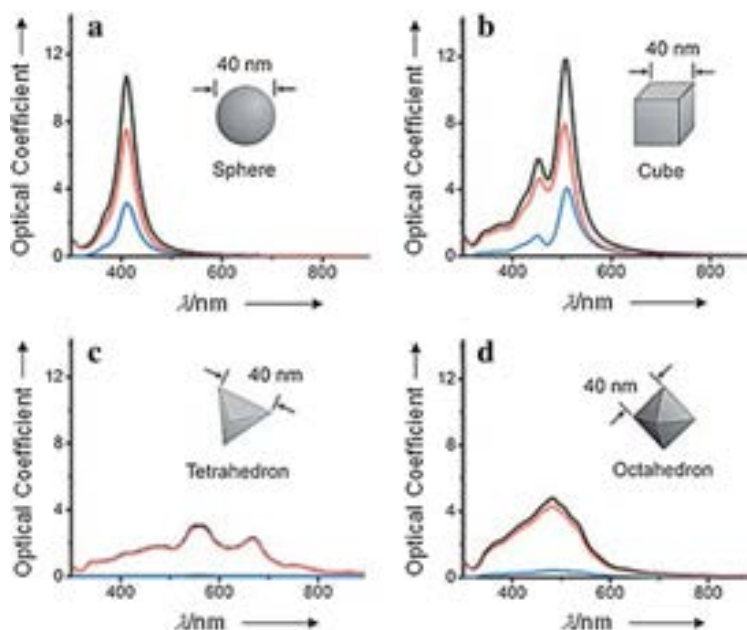 a
Optical Coefficient
12
8
4
0
40 nm
Sphere
400
600
800
λ/nm
b
Optical Coefficient
12
8
4
0
40 nm
Cube
400
600
800
λ/nm
c
Optical Coefficient
12
8
4
0
40 nm
Tetrahedron
400
600
800
λ/nm
d
Optical Coefficient
12
8
4
0
40 nm
Octahedron
400
600
800
λ/nm